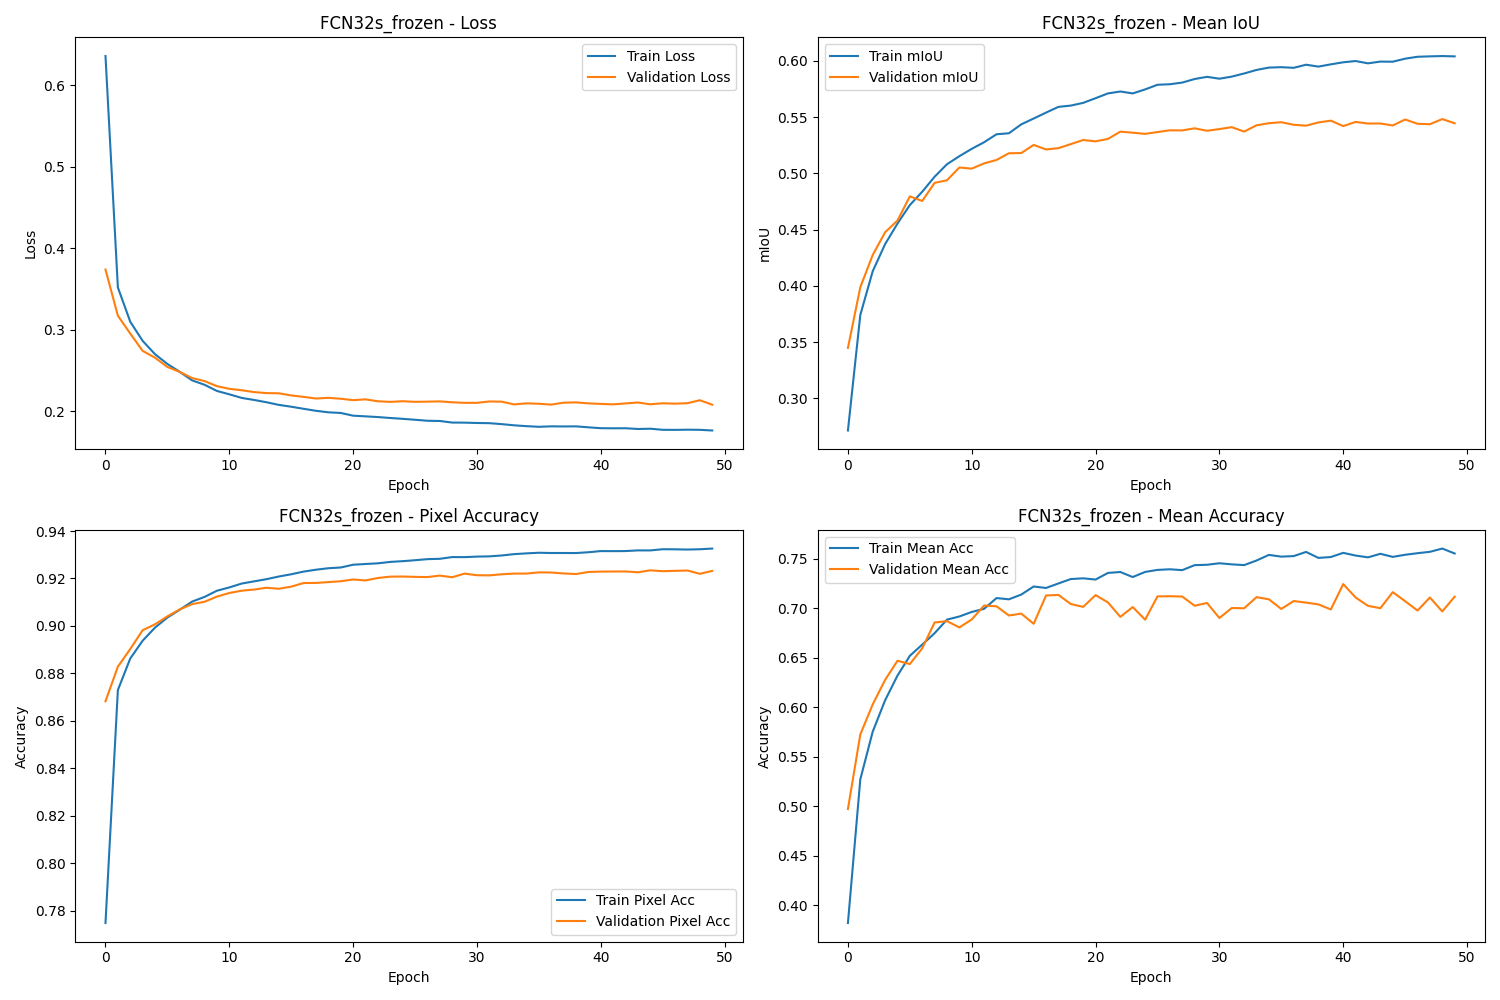 FCN32s_frozen - Loss
Train Loss
Validation Loss
0.6
0.5
0.4
0.3
0.2
Loss
0 10 20 30 40 50
Epoch
FCN32s_frozen - Mean IoU
Train mIoU
Validation mIoU
0.60
0.55
0.50
0.45
0.40
0.35
0.30
mIoU
0 10 20 30 40 50
Epoch
FCN32s_frozen - Pixel Accuracy
0.94
0.92
0.90
0.88
0.86
0.84
0.82
0.80
0.78
Accuracy
Train Pixel Acc
Validation Pixel Acc
0 10 20 30 40 50
Epoch
FCN32s_frozen - Mean Accuracy
Train Mean Acc
Validation Mean Acc
0.75
0.70
0.65
0.60
0.55
0.50
0.45
0.40
Accuracy
0 10 20 30 40 50
Epoch